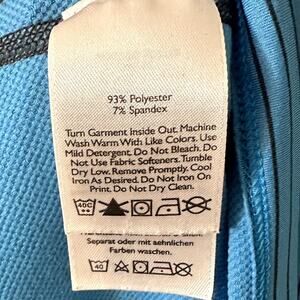 93% Polyester
7% Spandex
Turn Garment Inside Out. Machine
Wash Warm With Like Colors. Use
Mild Detergent. Do Not Bleach. Do
Not Use Fabric Softeners. Tumble
Dry Low. Remove Promptly. Cool
Iron As Desired. Do Not Iron On
Print. Do Not Dry Clean.
40C
Separat oder mit aehnlichen
Farben waschen.
40